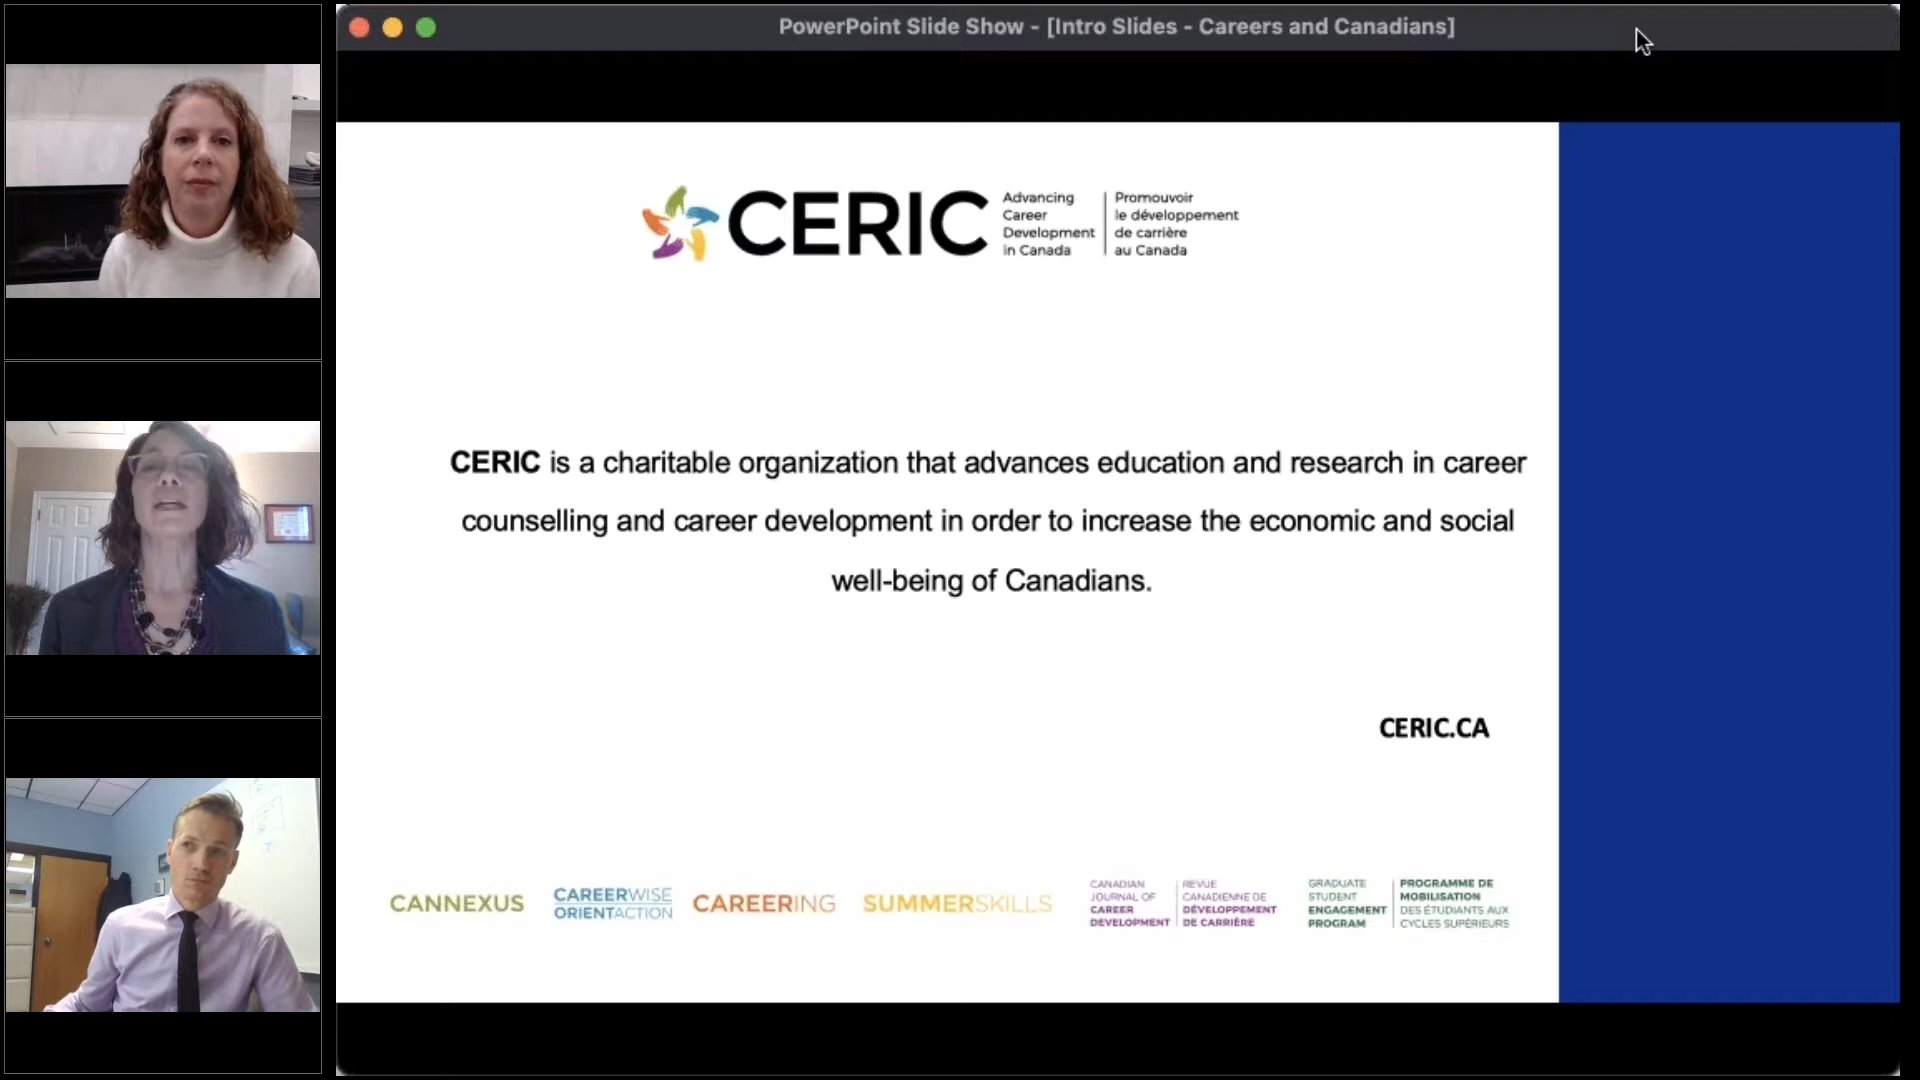 PowerPoint Slide Show - [Intro Slides - Careers and Canadians]
CERIC
Advancing
Career
Development
in Canada
Promouvoir
le développement
de carrière
au Canada
CERIC is a charitable organization that advances education and research in career
counselling and career development in order to increase the economic and social
well-being of Canadians.
CERIC.CA
CANNEXUS
CAREERWISE
ORIENTACTION
CAREERING
SUMMERSKILLS
CANADIAN
JOURNAL OF
CAREER
DEVELOPMENT
REVUE
CANADIENNE DE
DÉVELOPPEMENT
DE CARRIÈRE
GRADUATE
STUDENT
ENGAGEMENT
PROGRAM
PROGRAMME DE
MOBILISATION
DES ÉTUDIANTS AUX
CYCLES SUPÉRIEURS